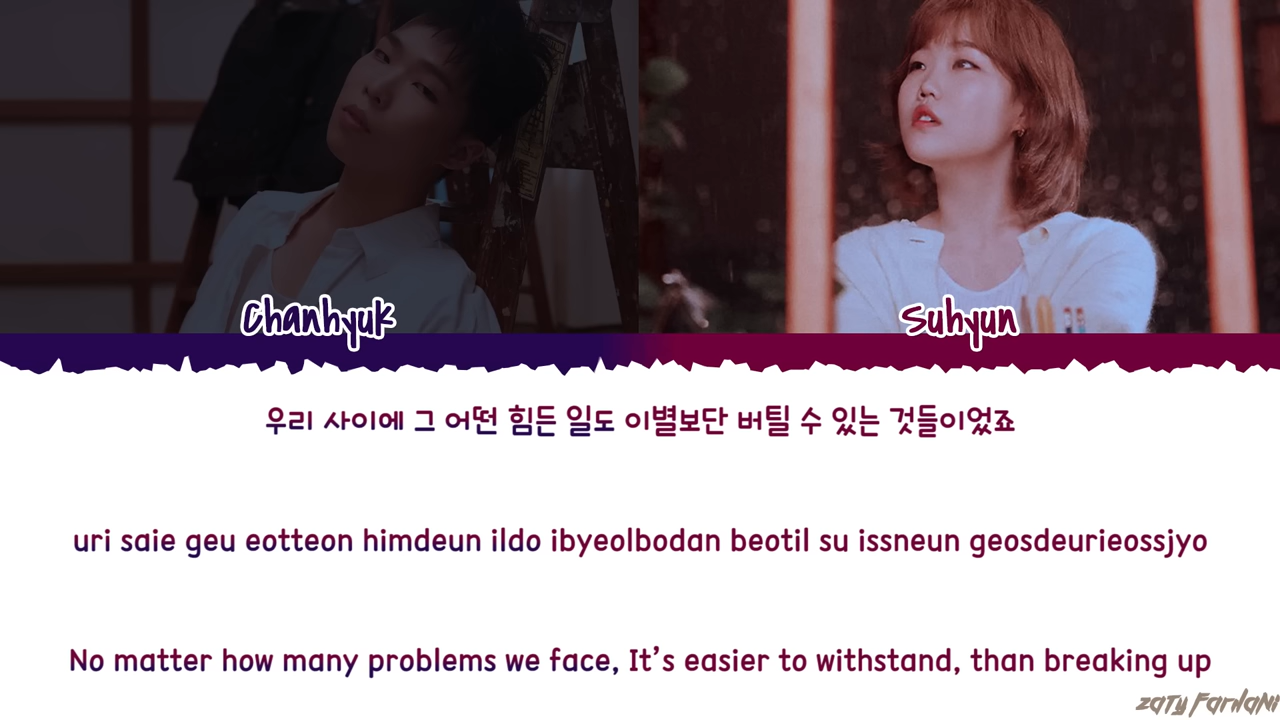 Chanhyuk
Suhyun
우리 사이에 그 어떤 힘든 일도 이별보단 버틸 수 있는 것들이었죠
uri saie geu eotteon himdeun ildo ibyeolbodan beotil su issneun geosdeurieossjyo
No matter how many problems we face, It's easier to withstand, than breaking up
ZATY FARHANI